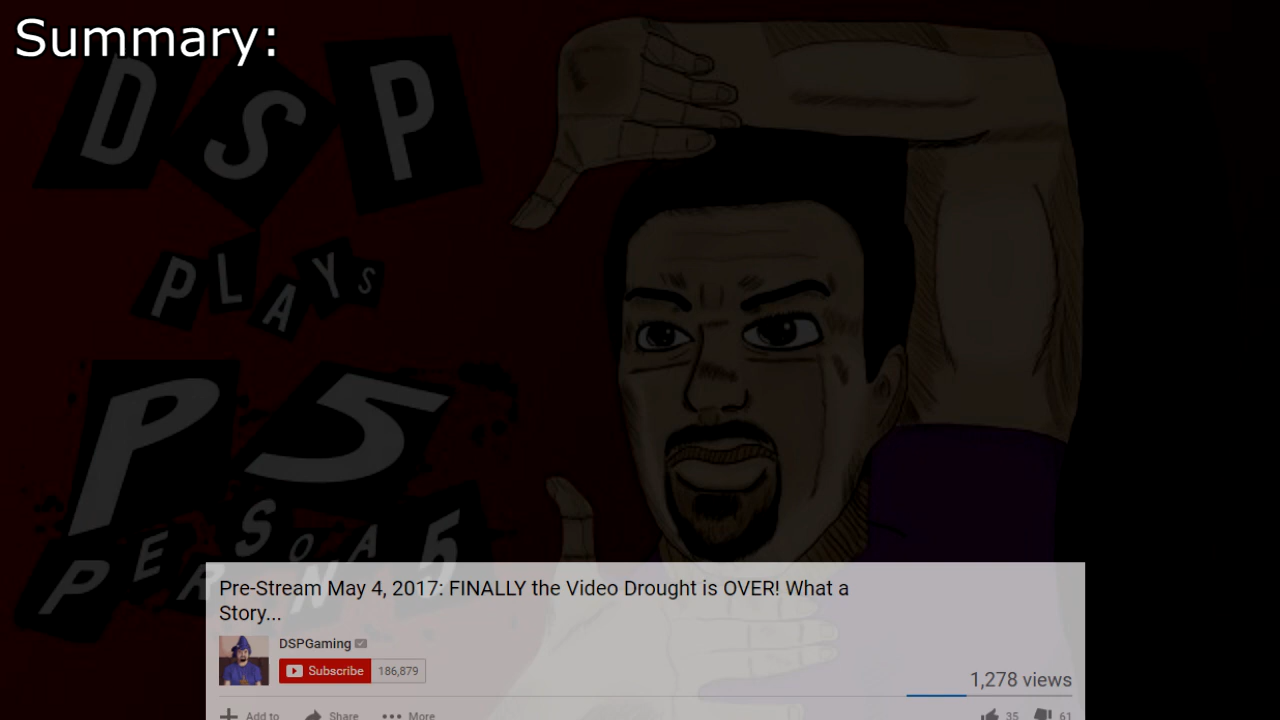 Summary:
DSP
PLAYS
P5
PERSONA 5
Pre-Stream May 4, 2017: FINALLY the Video Drought is OVER! What a
Story...
DSPGaming
Subscribe 186,879
1,278 views
Add to Share More 35 61